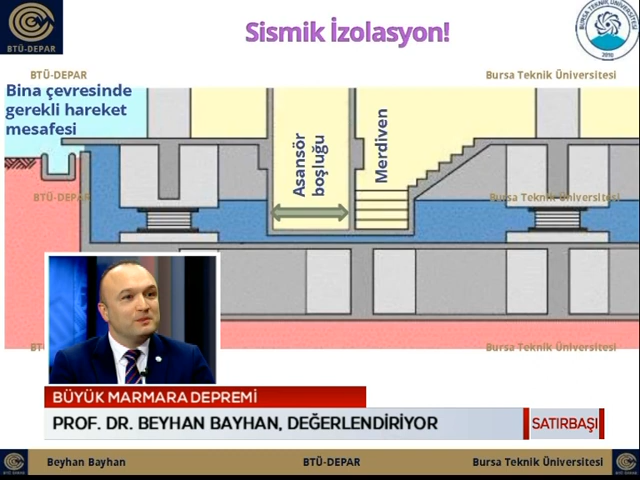 BTÜ-DEPAR
Sismik İzolasyon!
BURSA TEKNİK ÜNİVERSİTESİ
2010
BTÜ-DEPAR
Bursa Teknik Üniversitesi
Bina çevresinde
gerekli hareket
mesafesi
Asansör
boşluğu
Merdiven
BTÜ-DEPAR
Bursa Teknik Üniversitesi
BTÜ
Bursa Teknik Üniversitesi
BÜYÜK MARMARA DEPREMİ
PROF. DR. BEYHAN BAYHAN, DEĞERLENDİRİYOR
SATIRBAŞI
Beyhan Bayhan
BTÜ-DEPAR
Bursa Teknik Üniversitesi